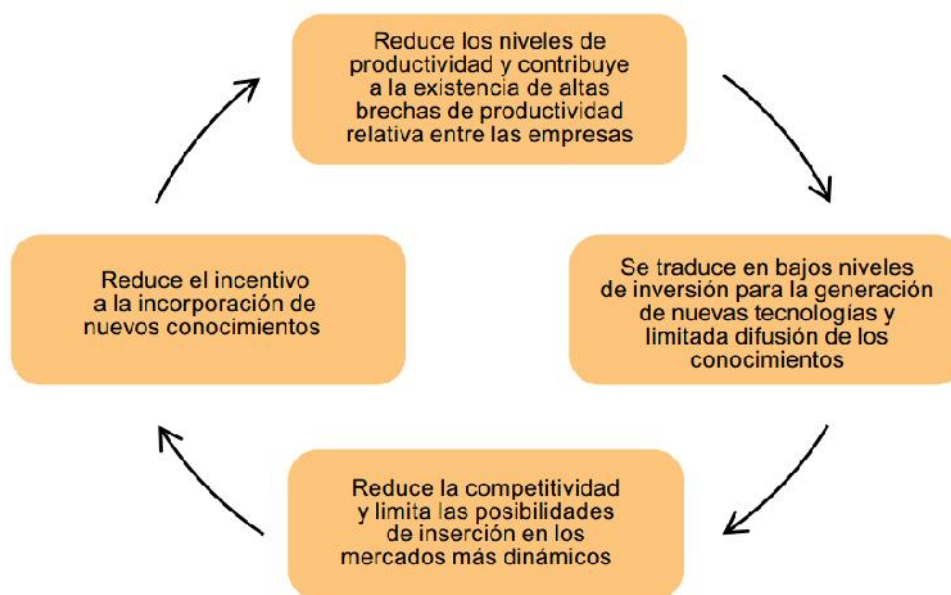 Reduce los niveles de
productividad y contribuye
a la existencia de altas
brechas de productividad
relativa entre las empresas
Se traduce en bajos niveles
de inversión para la generación
de nuevas tecnologías y
limitada difusión de los
conocimientos
Reduce la competitividad
y limita las posibilidades
de inserción en los
mercados más dinámicos
Reduce el incentivo
a la incorporación de
nuevos conocimientos